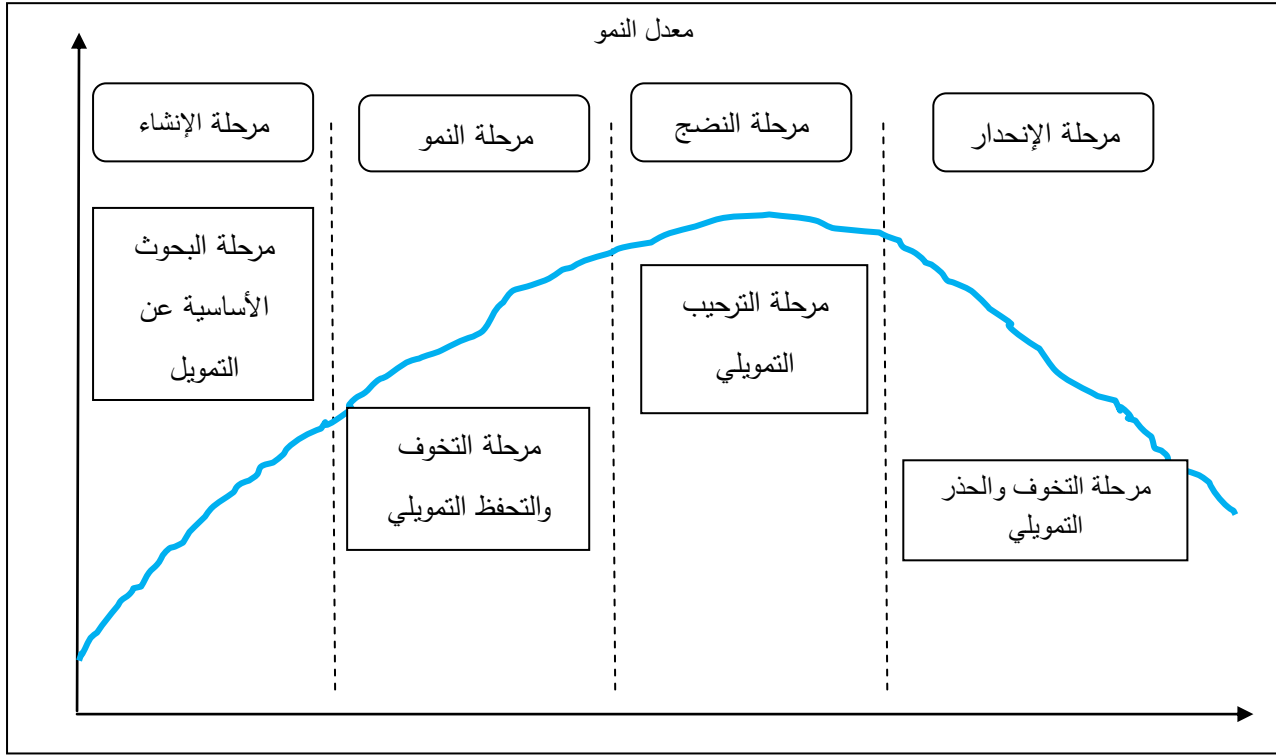 معدل النمو
مرحلة الإنشاء
مرحلة النمو
مرحلة النضج
مرحلة الإنحدار
مرحلة البحوث
الأساسية عن
التمويل
مرحلة التخوف
والتحفظ التمويلي
مرحلة الترحيب
التمويلي
مرحلة التخوف والحذر
التمويلي